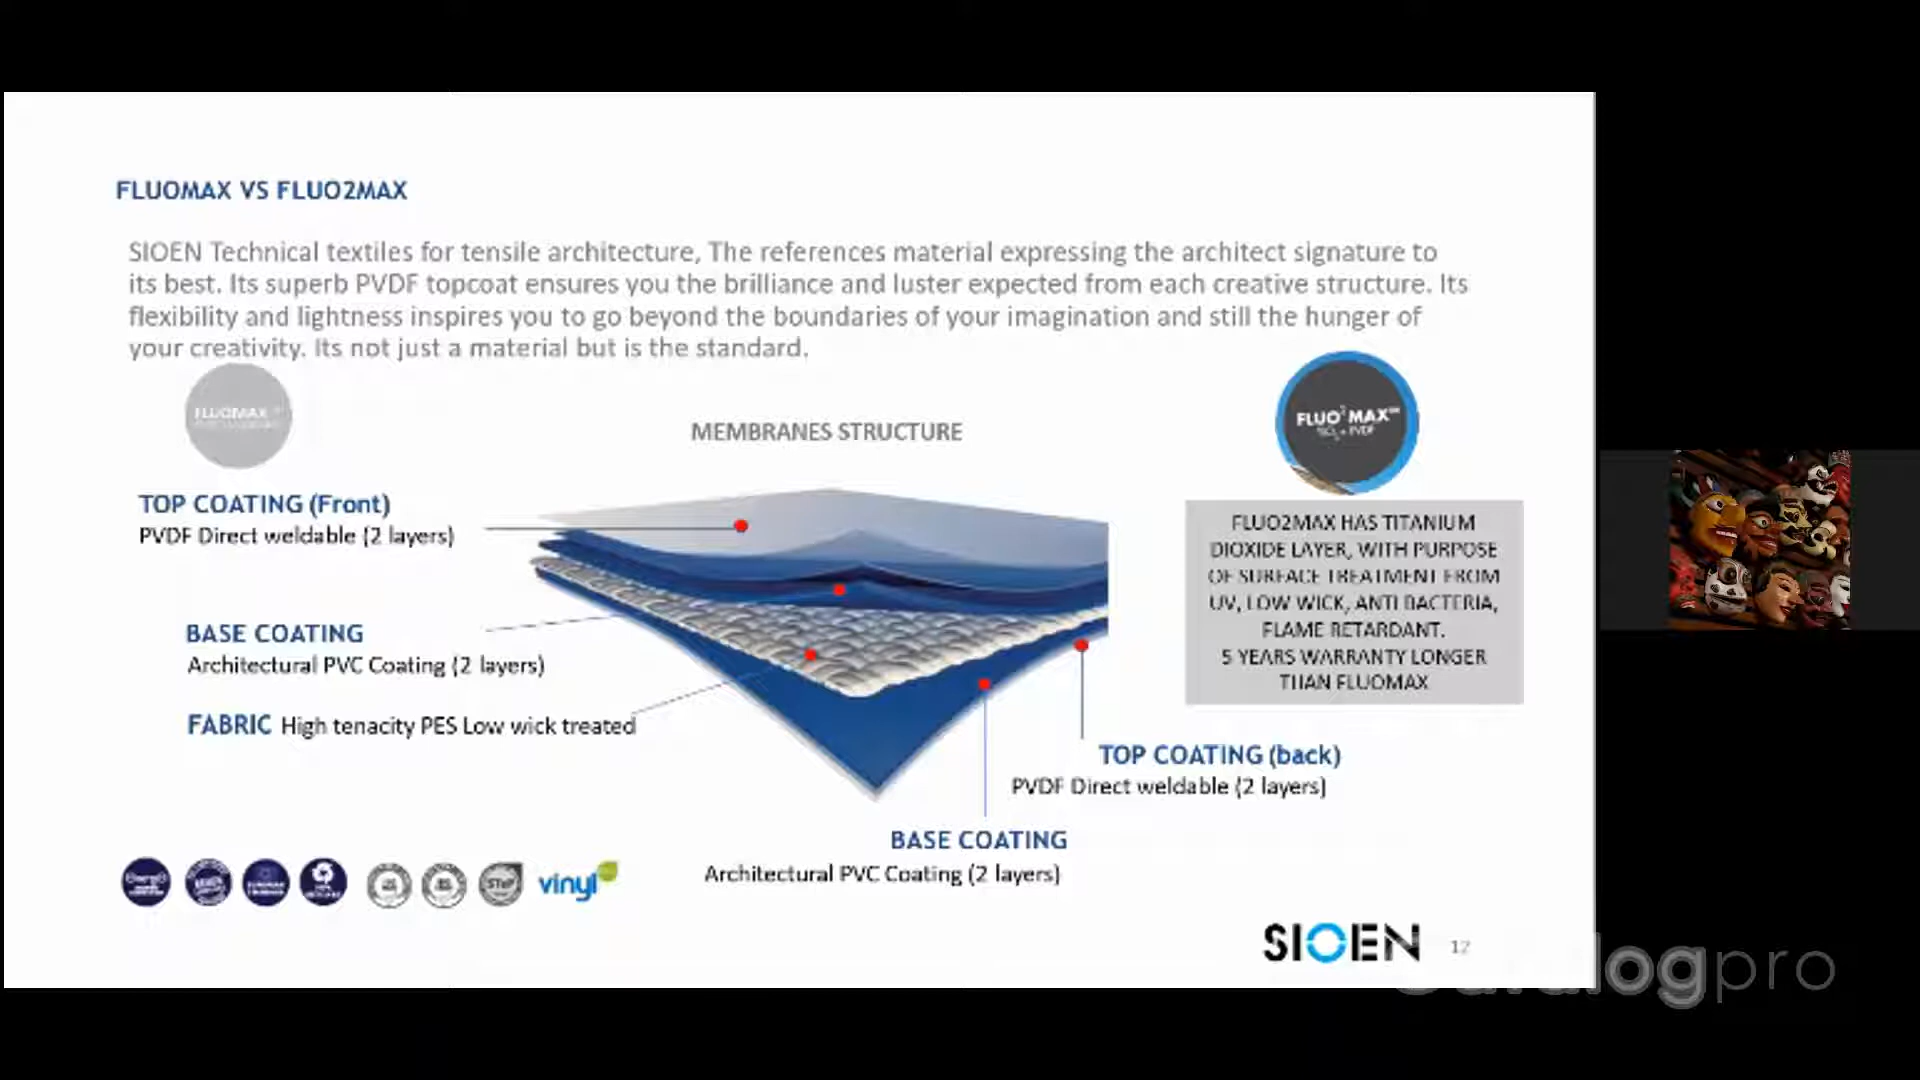 FLUOMAX VS FLUO2MAX
SIOEN Technical textiles for tensile architecture, The references material expressing the architect signature to
its best. Its superb PVDF topcoat ensures you the brilliance and luster expected from each creative structure. Its
flexibility and lightness inspires you to go beyond the boundaries of your imagination and still the hunger of
your creativity. Its not just a material but is the standard.
FLUOMAX
MEMBRANES STRUCTURE
FLUO2MAX
TOP COATING (Front)
PVDF Direct weldable (2 layers)
BASE COATING
Architectural PVC Coating (2 layers)
FABRIC High tenacity PES Low wick treated
FLUO2MAX HAS TITANIUM
DIOXIDE LAYER, WITH PURPOSE
OF SURFACE TREATMENT FROM
UV, LOW WICK, ANTI BACTERIA,
FLAME RETARDANT.
5 YEARS WARRANTY LONGER
THAN FLUOMAX
TOP COATING (back)
PVDF Direct weldable (2 layers)
BASE COATING
Architectural PVC Coating (2 layers)
STeP
vinyl
SIOEN
12
pro